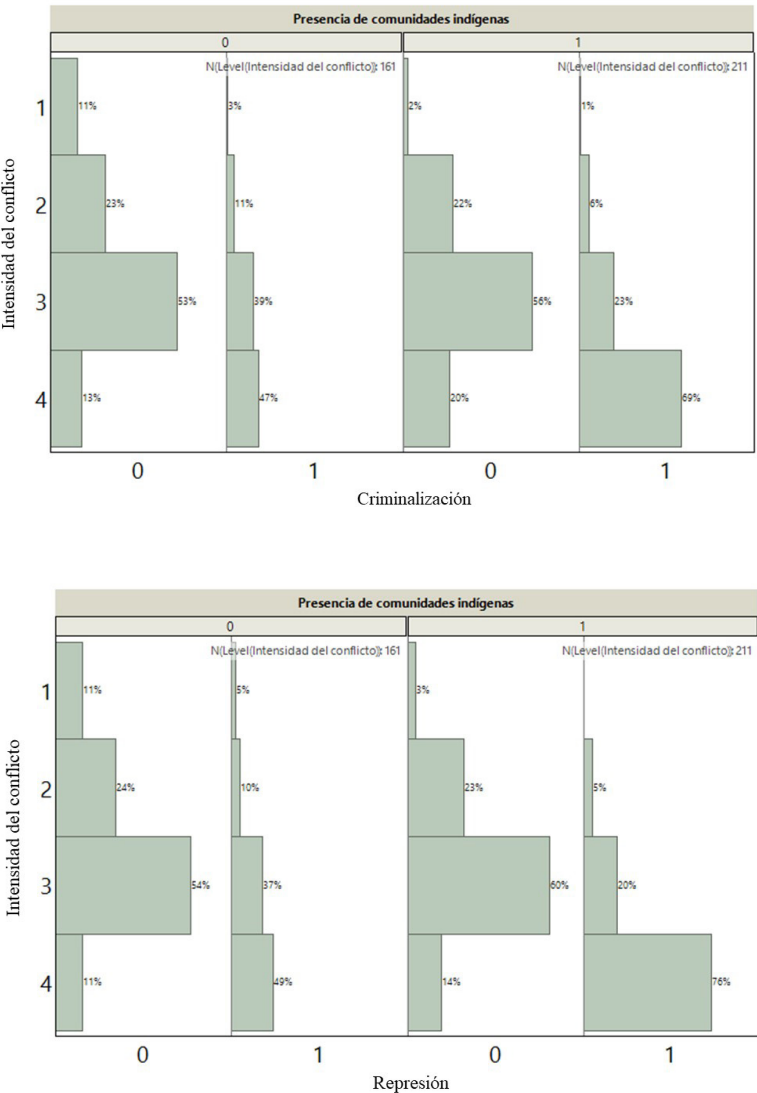 Presencia de comunidades indígenas
0 1
N(Level(Intensidad del conflicto)): 161 N(Level(Intensidad del conflicto)): 211
Intensidad del conflicto
1 11% 3% 2% 1%
2 23% 11% 22% 6%
3 53% 39% 56% 23%
4 13% 47% 20% 69%
0 1 0 1
Criminalización
Presencia de comunidades indígenas
0 1
N(Level(Intensidad del conflicto)): 161 N(Level(Intensidad del conflicto)): 211
Intensidad del conflicto
1 11% 5% 3%
2 24% 10% 23% 5%
3 54% 37% 60% 20%
4 11% 49% 14% 76%
0 1 0 1
Represión